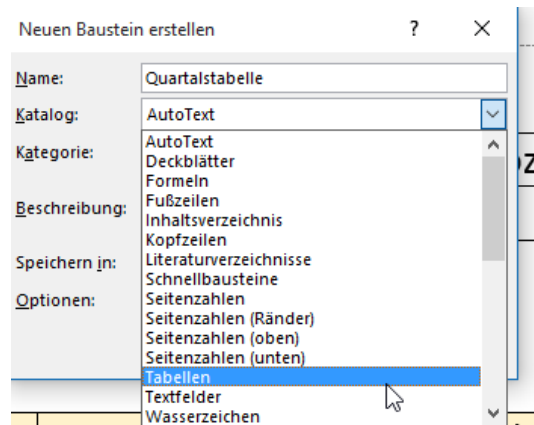 Neuen Baustein erstellen ?
Name: Quartalstabelle
Katalog: AutoText
Kategorie:
Beschreibung:
Speichern in:
Optionen:
AutoText
Deckblätter
Formeln
Fußzeilen
Inhaltsverzeichnis
Kopfzeilen
Literaturverzeichnisse
Schnellbausteine
Seitenzahlen
Seitenzahlen (Ränder)
Seitenzahlen (oben)
Seitenzahlen (unten)
Tabellen
Textfelder
Wasserzeichen